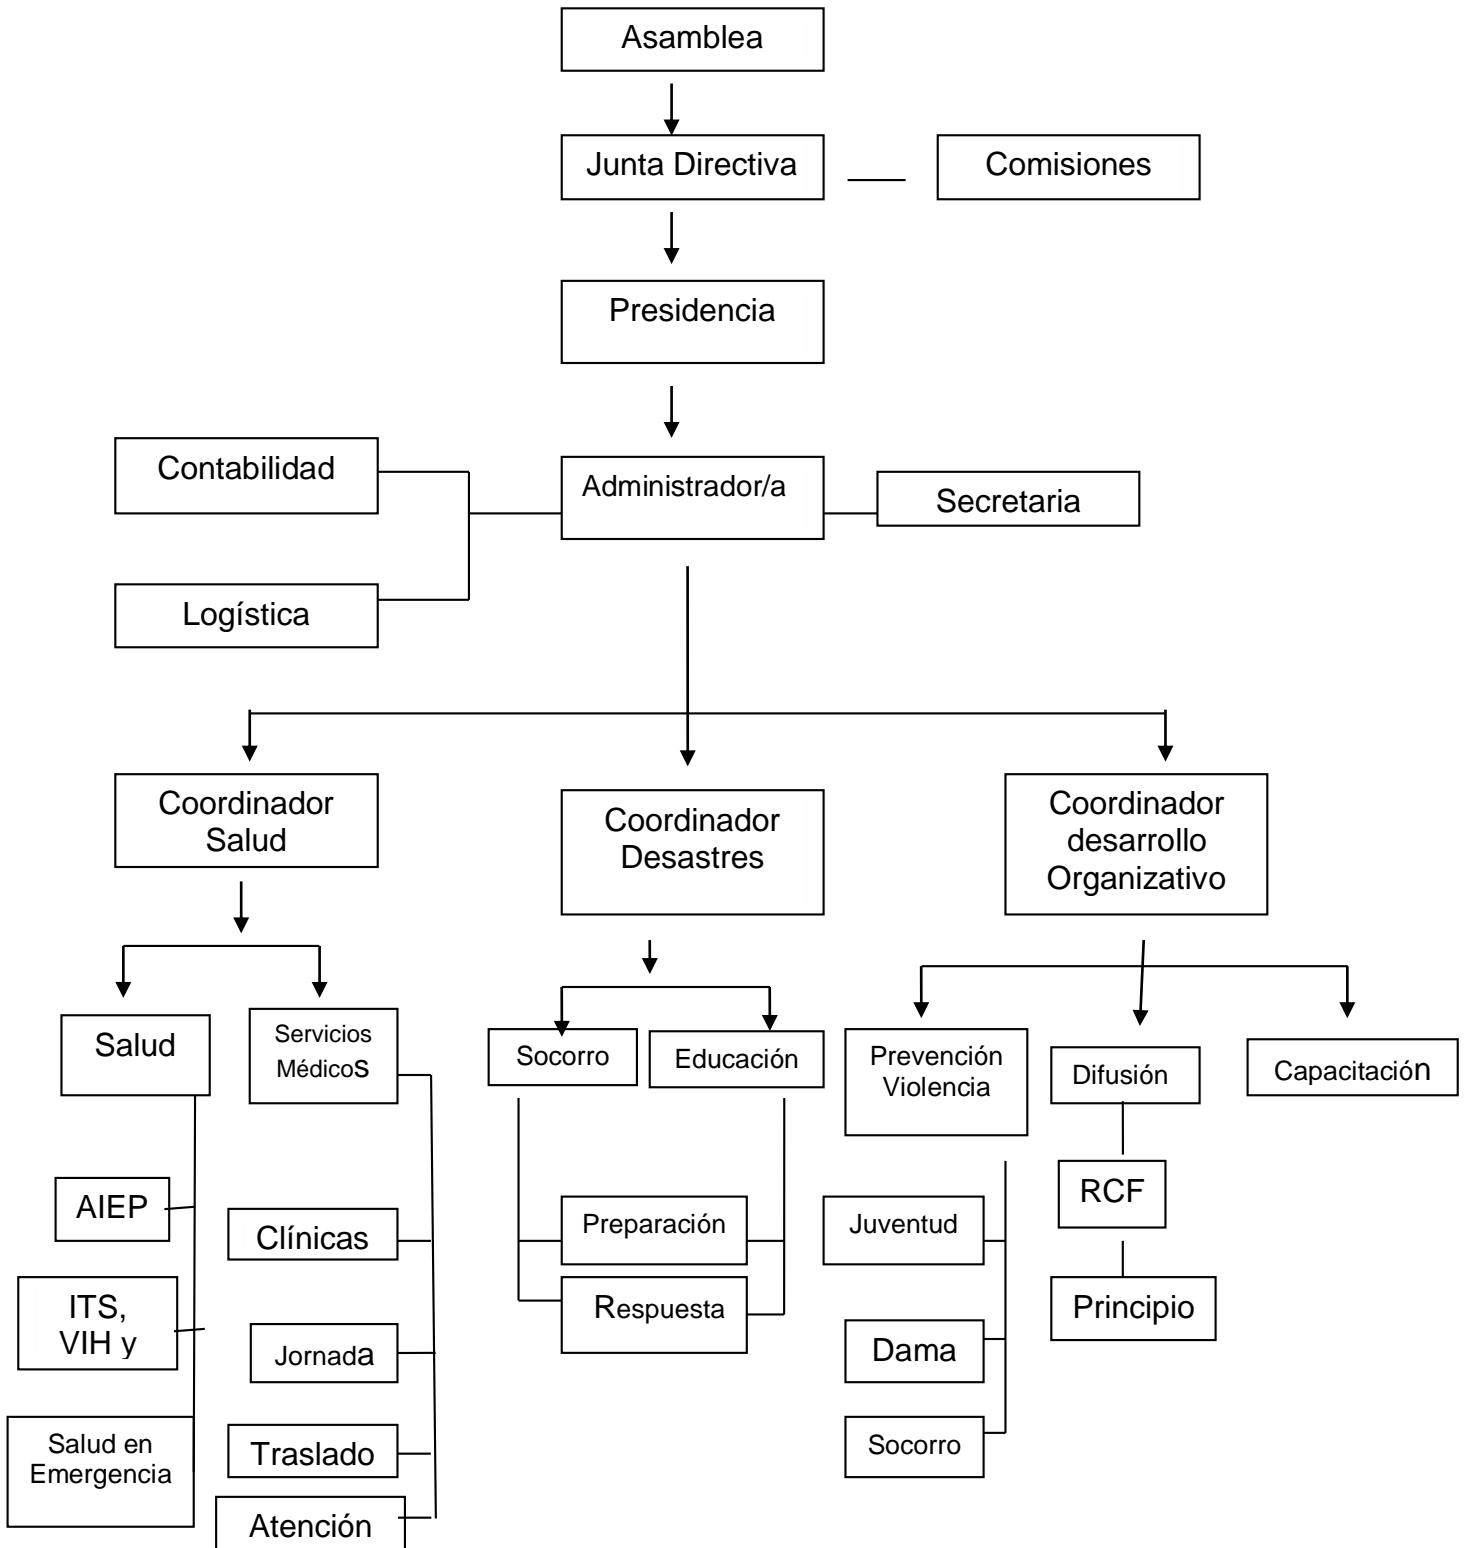 Asamblea
Junta Directiva
Comisiones
Presidencia
Contabilidad
Administrador/a
Secretaria
Logística
Coordinador
Salud
Coordinador
Desastres
Coordinador
desarrollo
Organizativo
Salud
Servicios
Médicos
Socorro
Educación
Prevención
Violencia
Difusión
Capacitación
AIEP
Clínicas
Preparación
Juventud
RCF
ITS,
VIH y
Jornada
Respuesta
Dama
Principio
Salud en
Emergencia
Traslado
Socorro
Atención